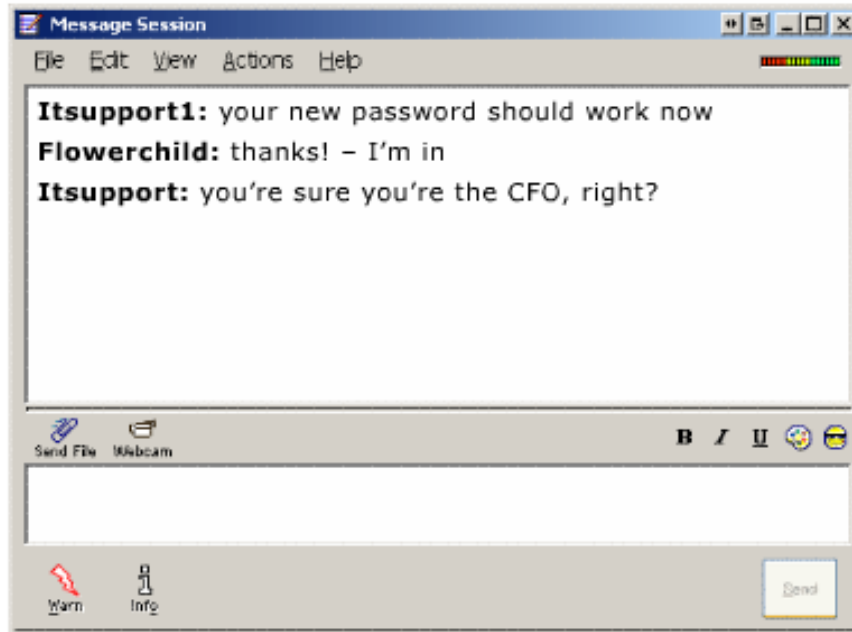 Message Session
File Edit View Actions Help
Itsupport1: your new password should work now
Flowerchild: thanks! – I'm in
Itsupport: you're sure you're the CFO, right?
Send File Webcam B I U
Warn Info Send